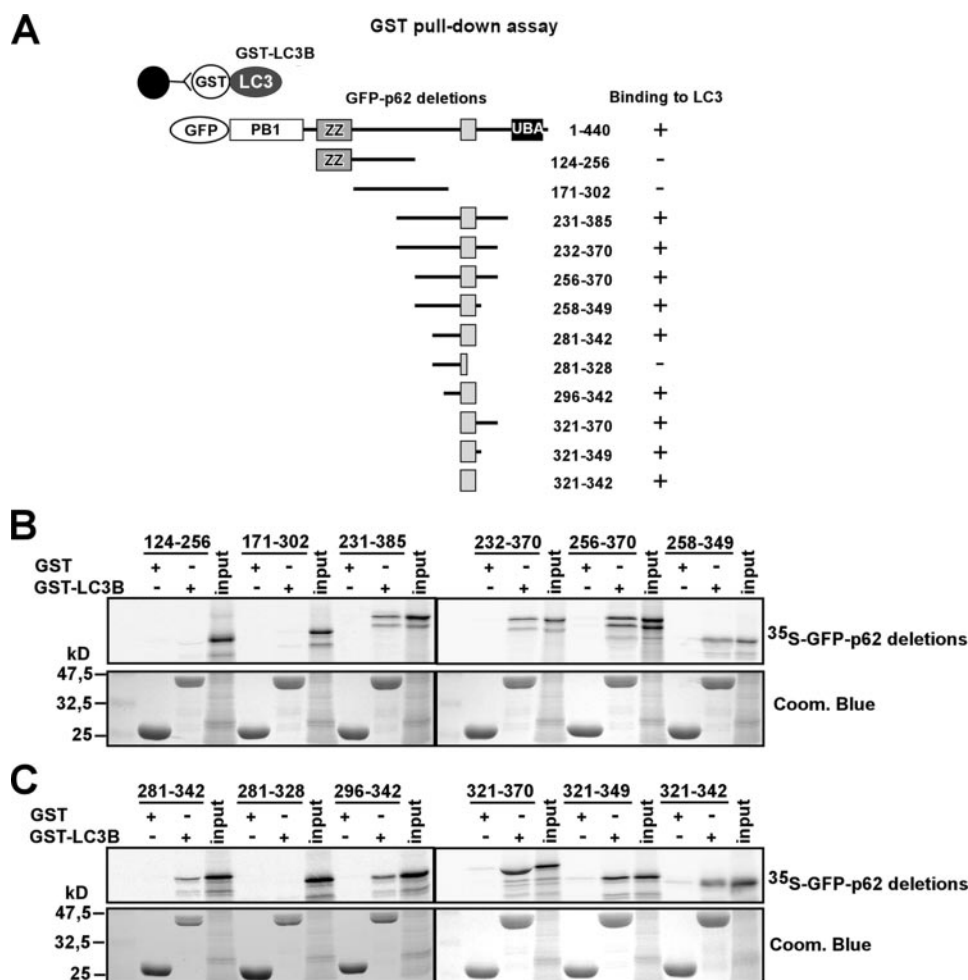 A
GST pull-down assay
GST-LC3B
GST LC3
GFP-p62 deletions Binding to LC3
GFP PB1 ZZ UBA 1-440 +
ZZ 124-256 -
171-302 -
231-385 +
232-370 +
256-370 +
258-349 +
281-342 +
281-328 -
296-342 +
321-370 +
321-349 +
321-342 +
B
124-256 171-302 231-385 232-370 256-370 258-349
GST + - input + - input + - input + - input + - input + - input
GST-LC3B - + - + - + - + - + - +
35S-GFP-p62 deletions
kD
47,5
32,5
25
Coom. Blue
C
281-342 281-328 296-342 321-370 321-349 321-342
GST + - input + - input + - input + - input + - input + - input
GST-LC3B - + - + - + - + - + - +
35S-GFP-p62 deletions
kD
47,5
32,5
25
Coom. Blue